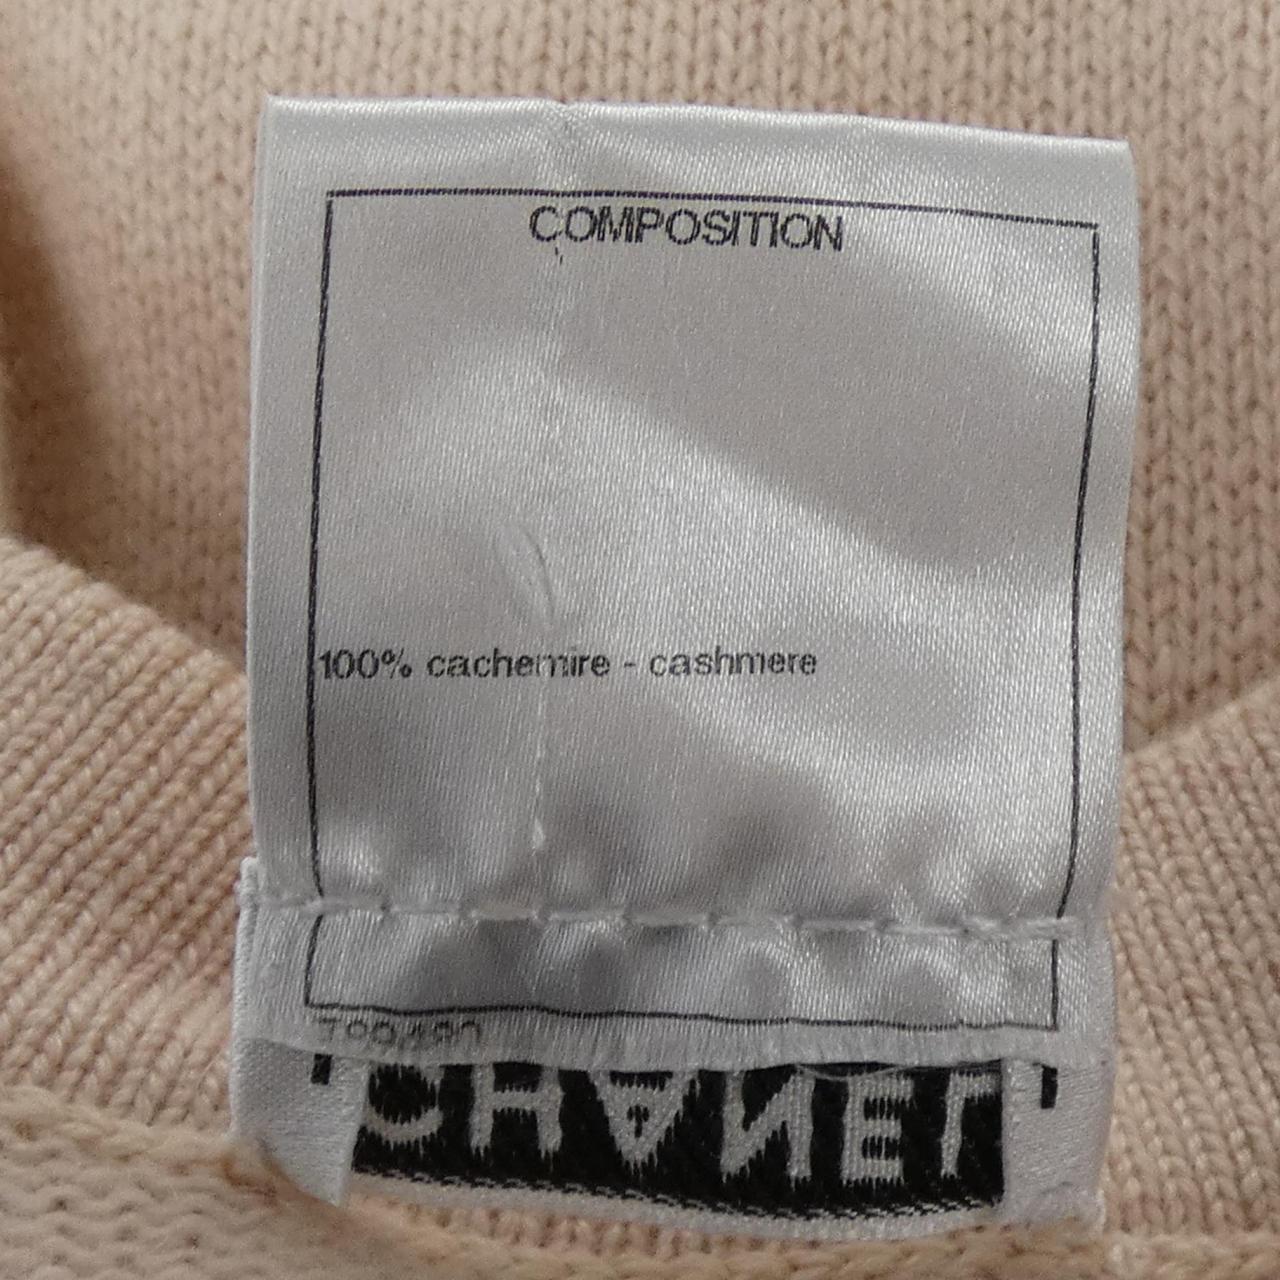 COMPOSITION
100% cachemire - cashmere
CHANEL